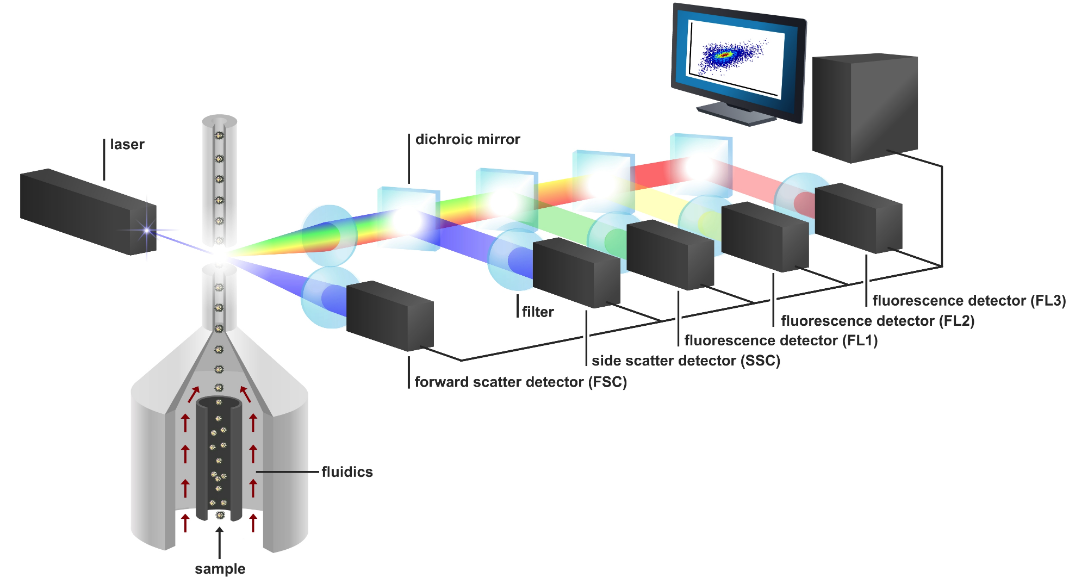 laser
dichroic mirror
filter
fluorescence detector (FL3)
fluorescence detector (FL2)
fluorescence detector (FL1)
side scatter detector (SSC)
forward scatter detector (FSC)
fluidics
sample